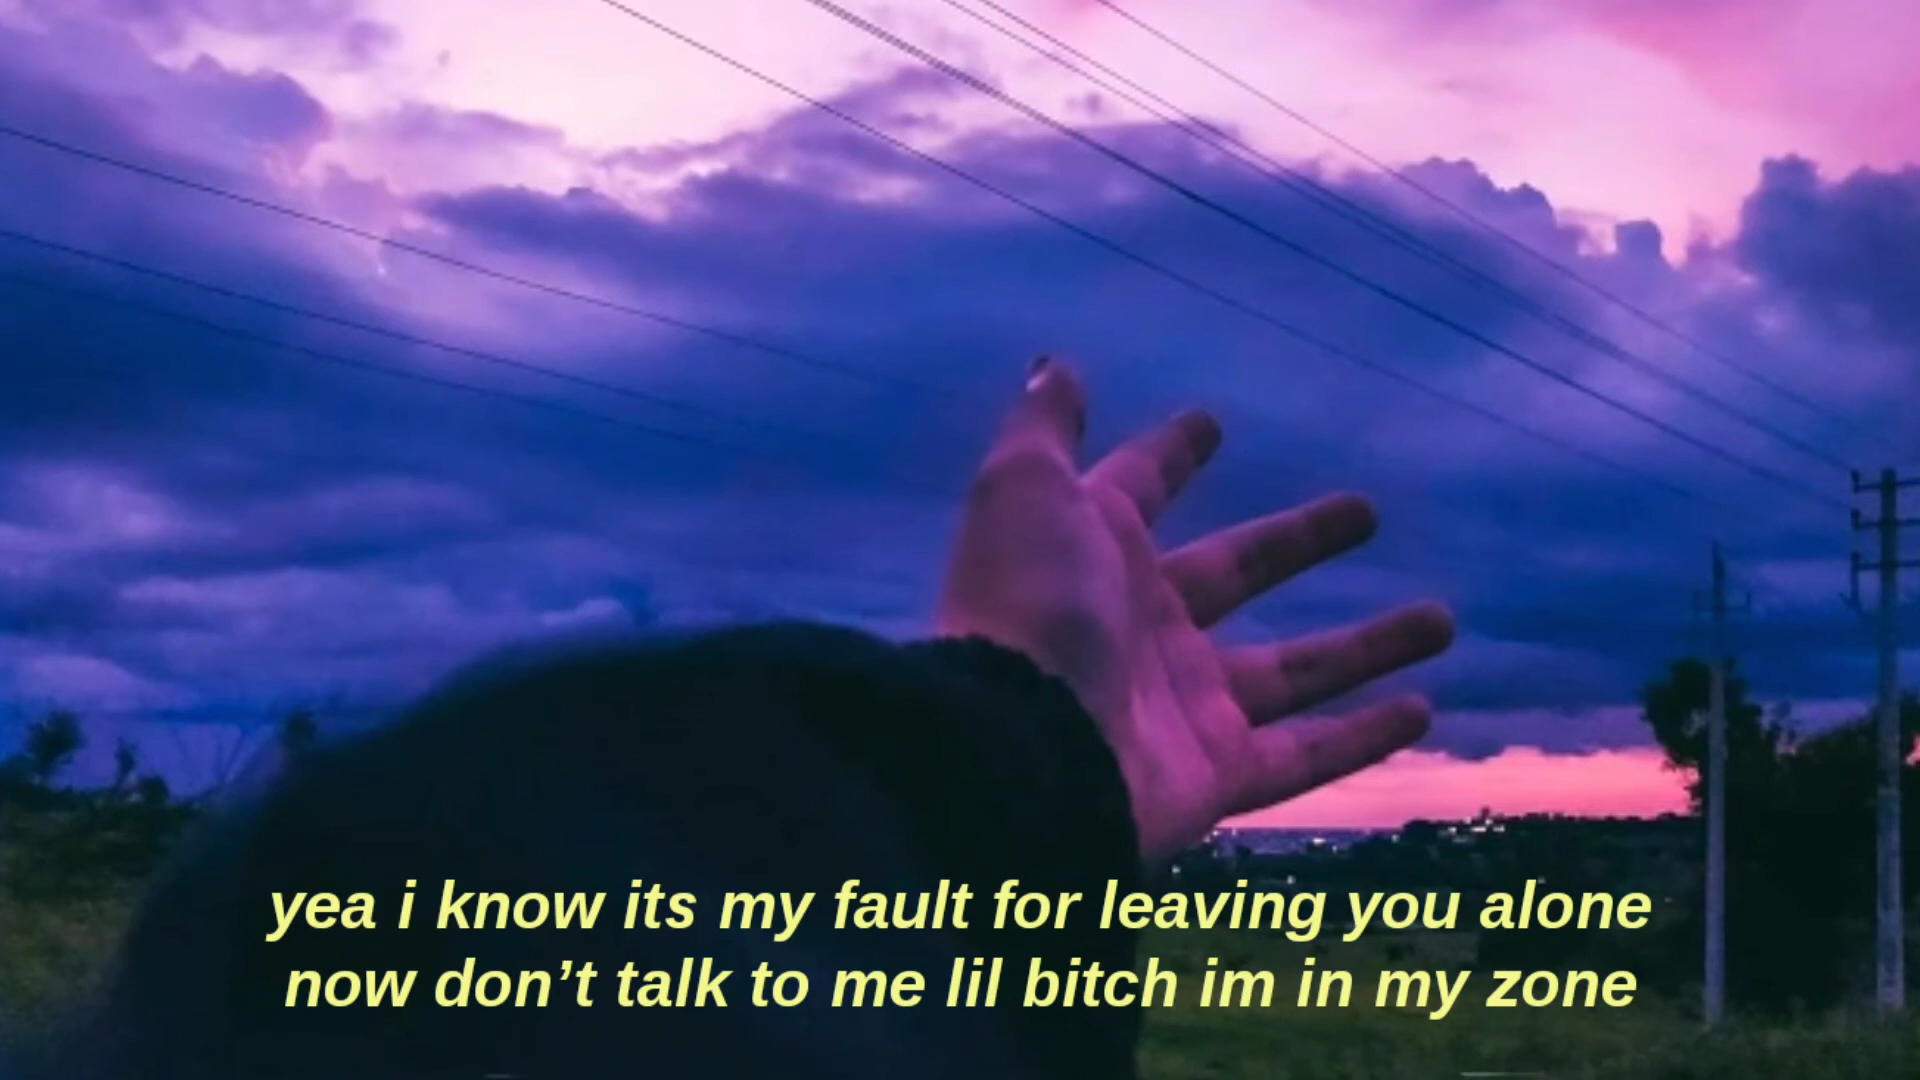 yea i know its my fault for leaving you alone
now don’t talk to me lil bitch im in my zone